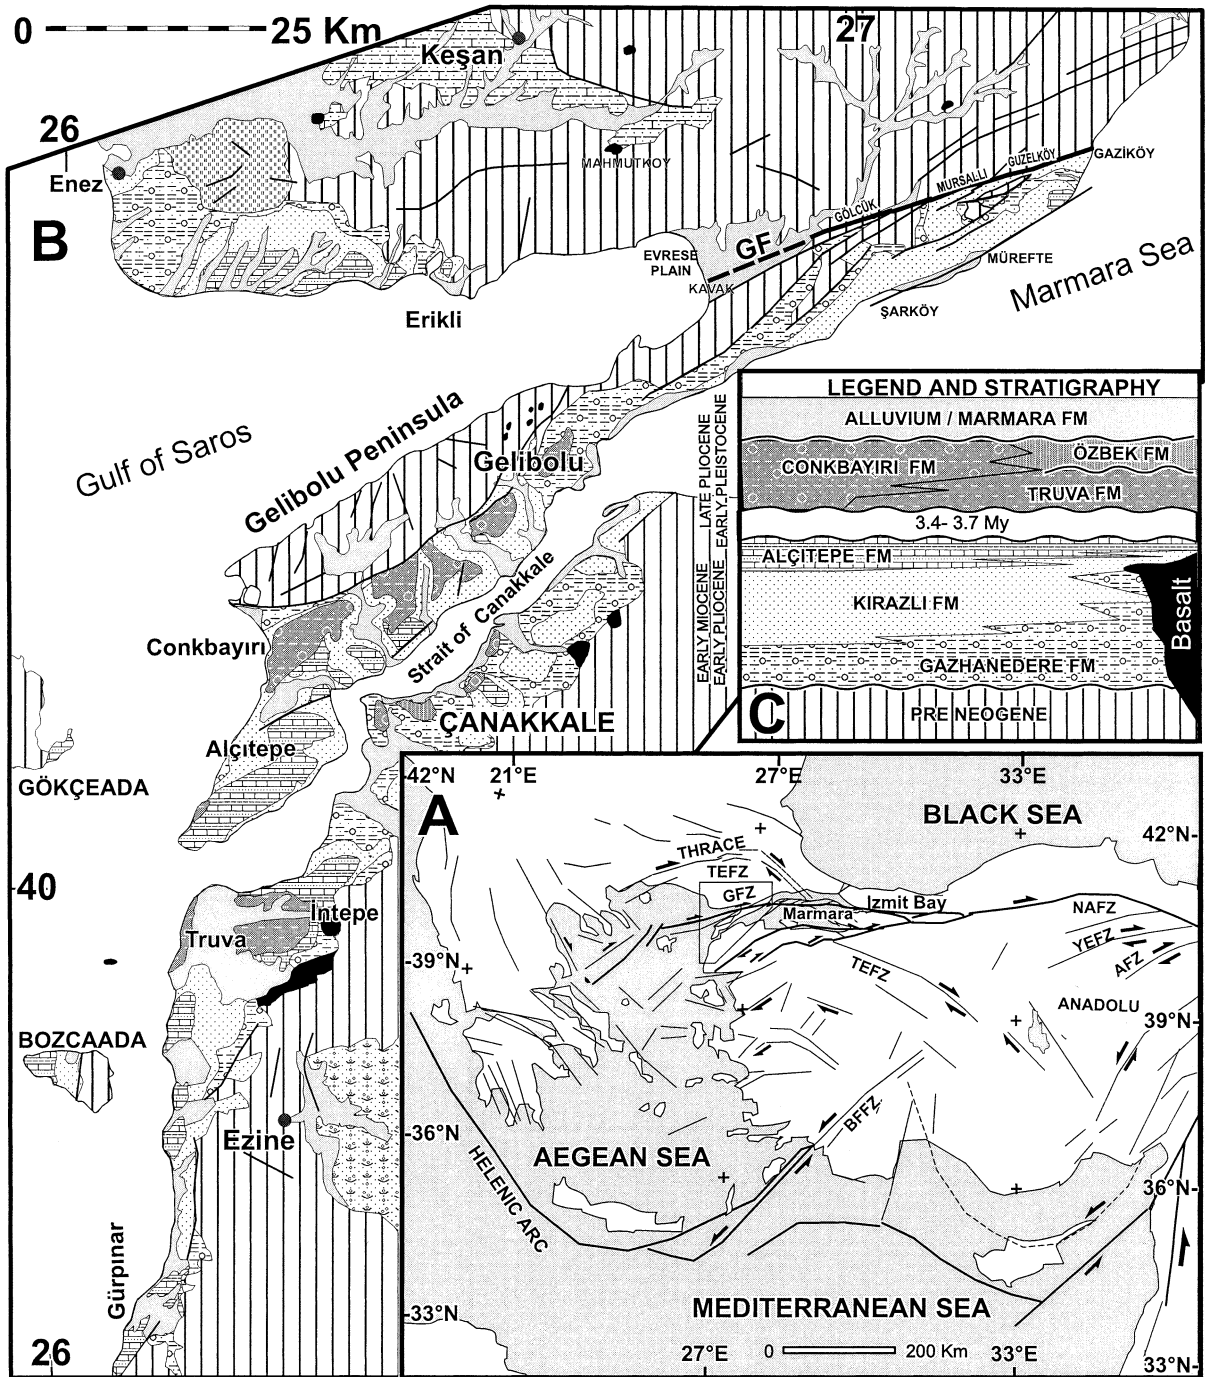 0 25 Km
27
Keşan
26
Enez
MAHMUTKOY
GAZİKÖY
GUZELKÖY
MURSALLI
GÖLCÜK
B
GF
EVRESE
PLAIN
KAVAK
MÜREFTE
Marmara Sea
ŞARKÖY
Erikli
Gulf of Saros
Gelibolu Peninsula
Gelibolu
Strait of Çanakkale
Conkbayırı
ÇANAKKALE
Alçıtepe
GÖKÇEADA
40
İntepe
Truva
BOZCAADA
Ezine
Gürpınar
26
LEGEND AND STRATIGRAPHY
ALLUVIUM / MARMARA FM
CONKBAYIRI FM
ÖZBEK FM
TRUVA FM
3.4- 3.7 My
ALÇITEPE FM
KIRAZLI FM
GAZHANEDERE FM
Basalt
PRE NEOGENE
C
LATE PLIOCENE
EARLY PLEISTOCENE
EARLY MIOCENE
EARLY PLIOCENE
42°N 21°E 27°E 33°E
A
BLACK SEA
42°N
THRACE
TEFZ
GFZ
Izmit Bay
Marmara
NAFZ
YEFZ
AFZ
TEFZ
39°N
ANADOLU
39°N
BFFZ
36°N
AEGEAN SEA
HELENIC ARC
36°N
MEDITERRANEAN SEA
33°N
27°E 0 200 Km 33°E
33°N